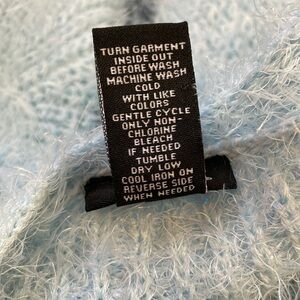 TURN GARMENT
INSIDE OUT
BEFORE WASH
MACHINE WASH
COLD
WITH LIKE
COLORS
GENTLE CYCLE
ONLY NON-
CHLORINE
BLEACH
IF NEEDED
TUMBLE
DRY LOW
COOL IRON ON
REVERSE SIDE
WHEN NEEDED